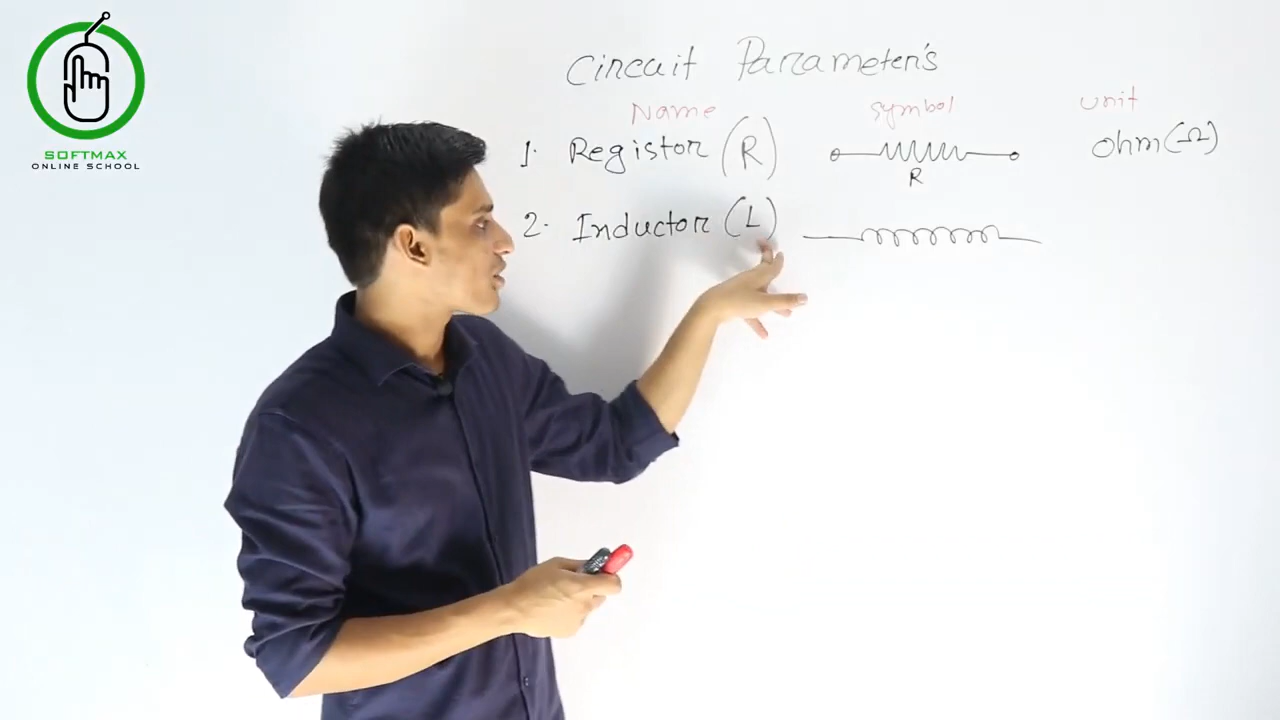 SOFTMAX
ONLINE SCHOOL
Circuit Parameter's
Name symbol unit
1. Registor (R) R ohm (Ω)
2. Inductor (L)